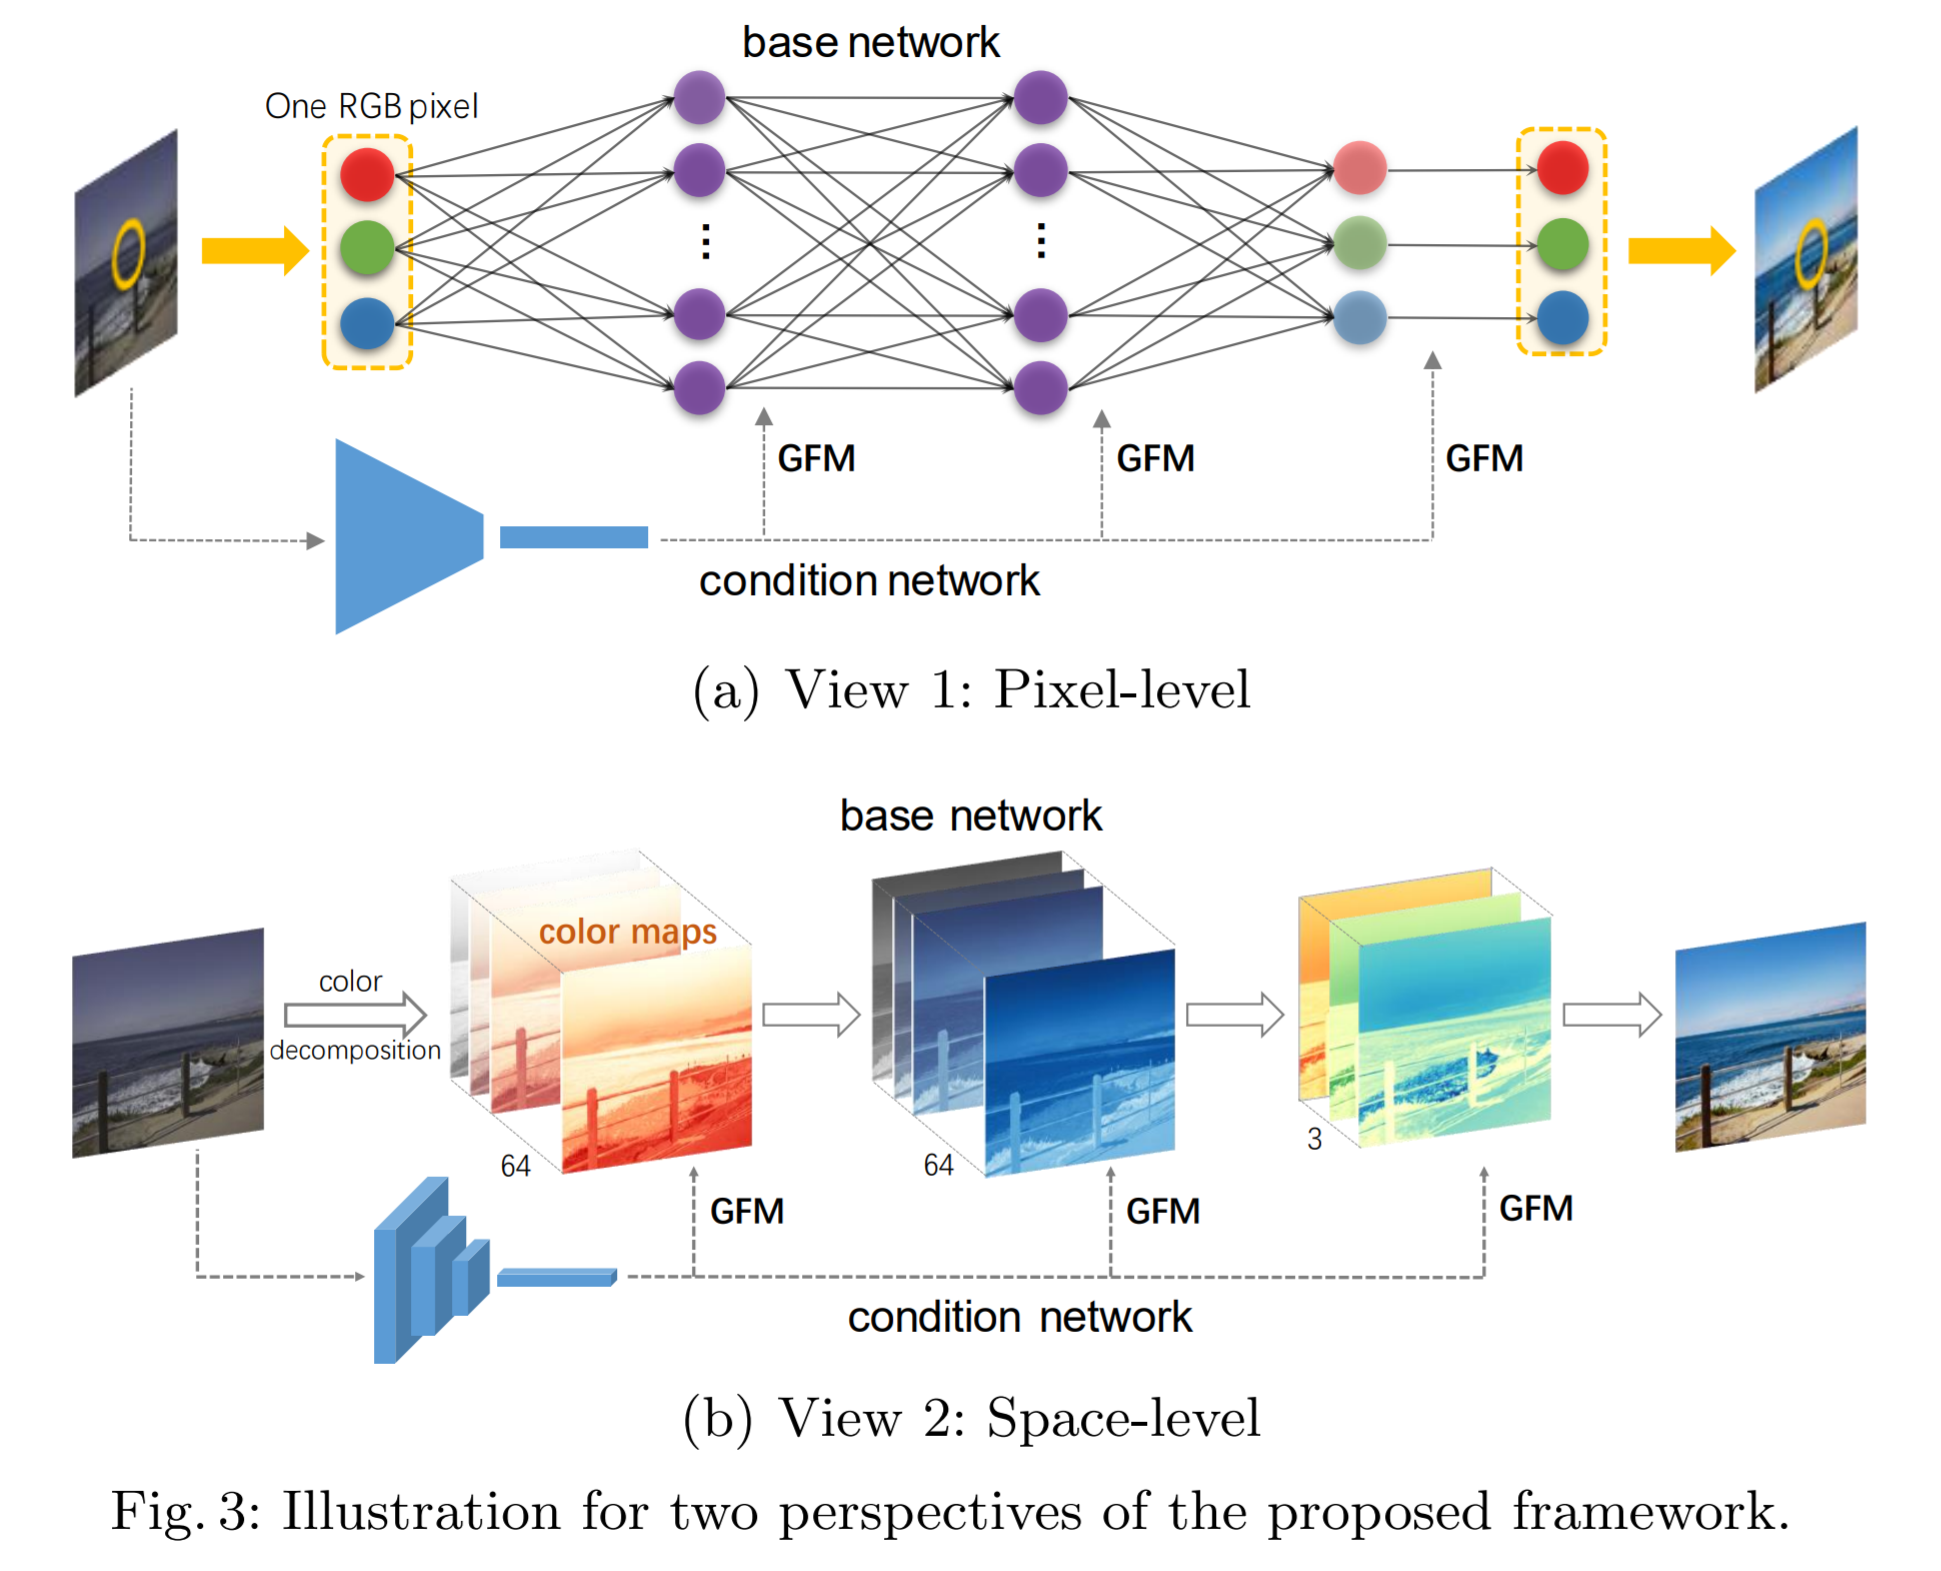 base network
One RGB pixel
GFM
GFM
GFM
condition network
(a) View 1: Pixel-level
base network
color maps
color
decomposition
64
64
3
GFM
GFM
GFM
condition network
(b) View 2: Space-level
Fig. 3: Illustration for two perspectives of the proposed framework.